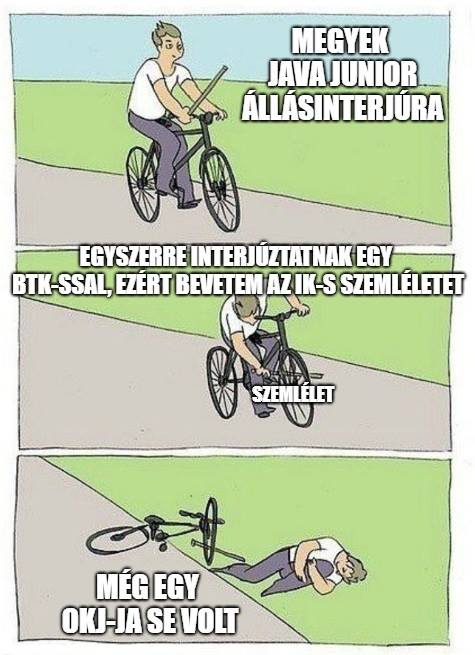 MEGYEK
JAVA JUNIOR
ÁLLÁSINTERJÚRA
EGYSZERRE INTERJÚZTATNAK EGY
BTK-SSAL, EZÉRT BEVETEM AZ IK-S SZEMLÉLETET
SZEMLÉLET
MÉG EGY
OKJ-JA SE VOLT